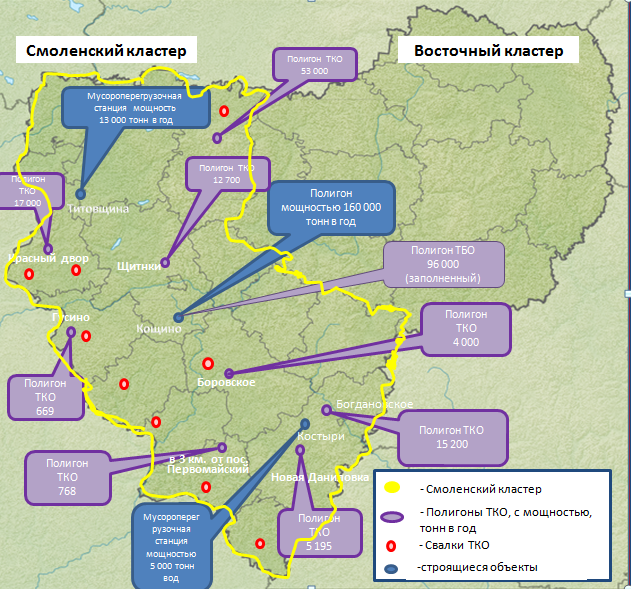 Смоленский кластер
Восточный кластер
Полигон ТКО
53 000
Мусороперегрузочная
станция мощность
13 000 тонн в год
Полигон ТКО
12 700
Полигон
ТКО
17 000
Полигон
мощностью 160 000
тонн в год
Титовщина
Полигон ТБО
96 000
(заполненный)
Красный двор
Щитнки
Полигон
ТКО
4 000
Гусино
Кощино
Полигон
ТКО
669
Боровское
Богдановское
Полигон ТКО
15 200
Костыри
Полигон
ТКО
768
в 3 км. от пос.
Первомайский
Новая Даниловка
Мусороперег
рузочная
станция
мощностью
5 000 тонн
вод
Полигон
ТКО
5 195
- Смоленский кластер
- Полигоны ТКО, с мощностью,
тонн в год
- Свалки ТКО
-строящиеся объекты